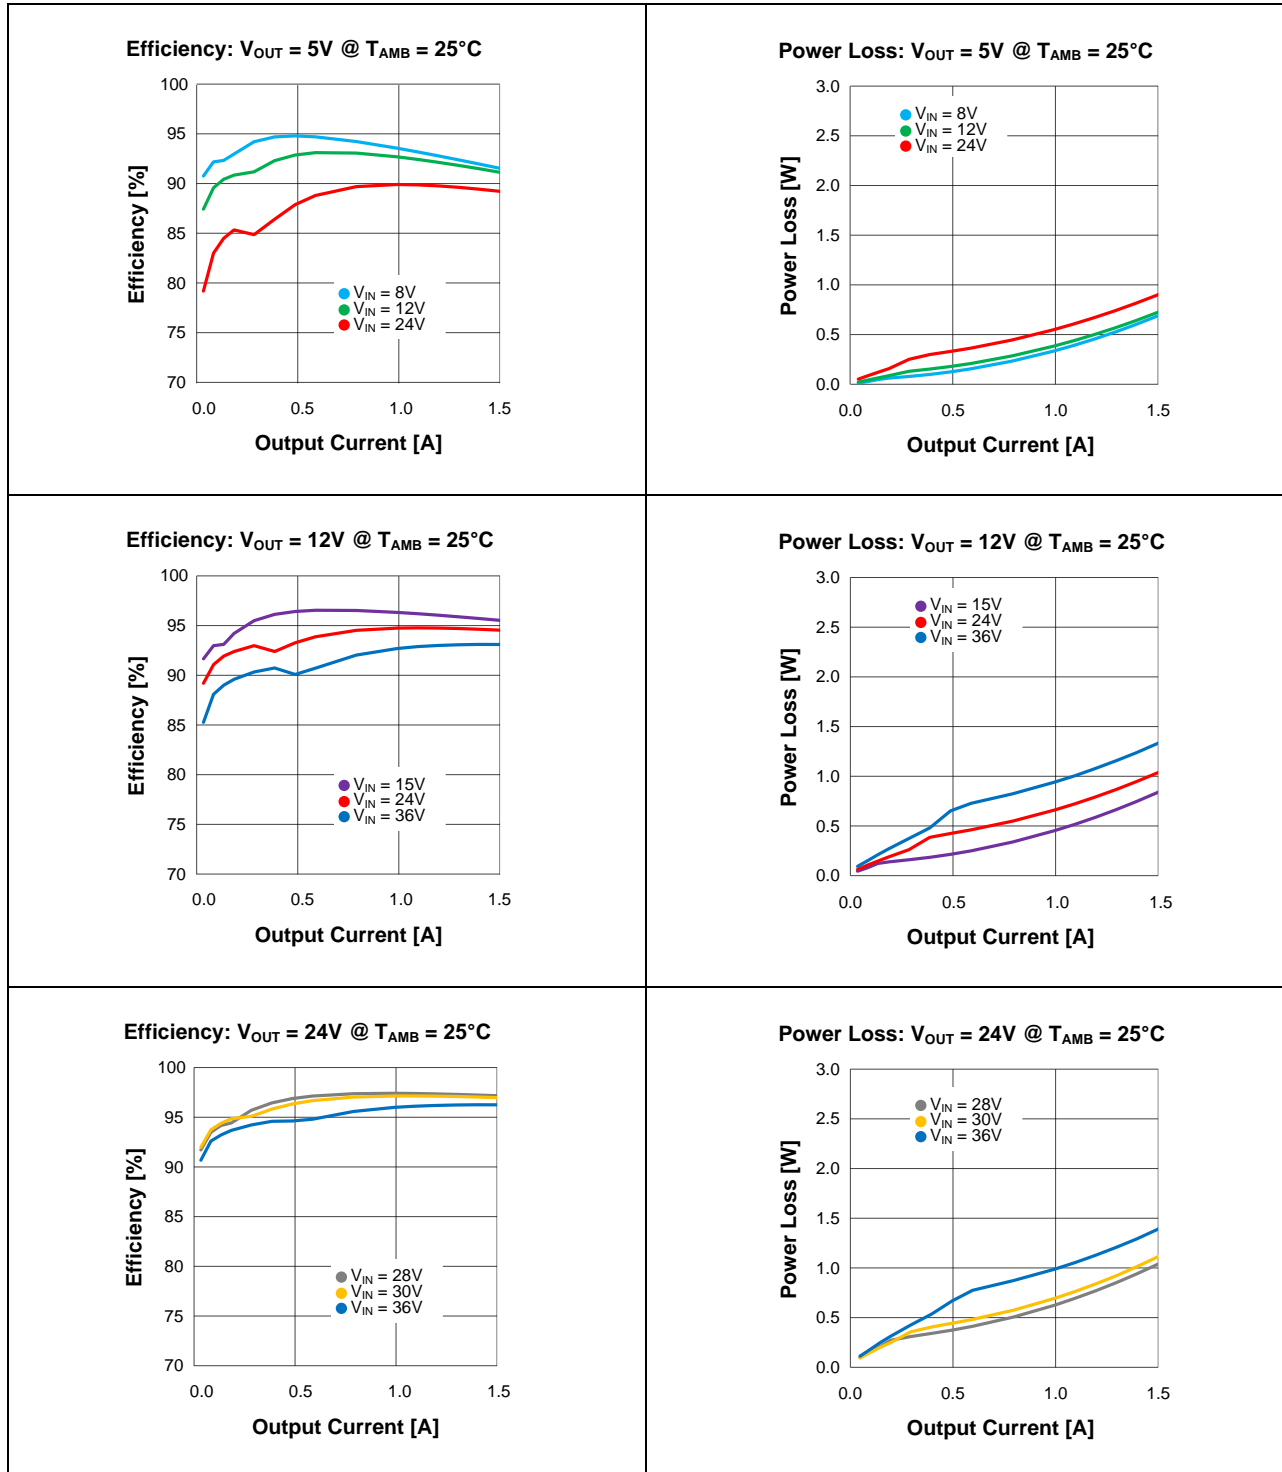 Efficiency: VOUT = 5V @ TAMB = 25°C
100
95
90
85
80
75
70
Efficiency [%]
VIN = 8V
VIN = 12V
VIN = 24V
0.0 0.5 1.0 1.5
Output Current [A]
Power Loss: VOUT = 5V @ TAMB = 25°C
3.0
2.5
2.0
1.5
1.0
0.5
0.0
Power Loss [W]
VIN = 8V
VIN = 12V
VIN = 24V
0.0 0.5 1.0 1.5
Output Current [A]
Efficiency: VOUT = 12V @ TAMB = 25°C
100
95
90
85
80
75
70
Efficiency [%]
VIN = 15V
VIN = 24V
VIN = 36V
0.0 0.5 1.0 1.5
Output Current [A]
Power Loss: VOUT = 12V @ TAMB = 25°C
3.0
2.5
2.0
1.5
1.0
0.5
0.0
Power Loss [W]
VIN = 15V
VIN = 24V
VIN = 36V
0.0 0.5 1.0 1.5
Output Current [A]
Efficiency: VOUT = 24V @ TAMB = 25°C
100
95
90
85
80
75
70
Efficiency [%]
VIN = 28V
VIN = 30V
VIN = 36V
0.0 0.5 1.0 1.5
Output Current [A]
Power Loss: VOUT = 24V @ TAMB = 25°C
3.0
2.5
2.0
1.5
1.0
0.5
0.0
Power Loss [W]
VIN = 28V
VIN = 30V
VIN = 36V
0.0 0.5 1.0 1.5
Output Current [A]